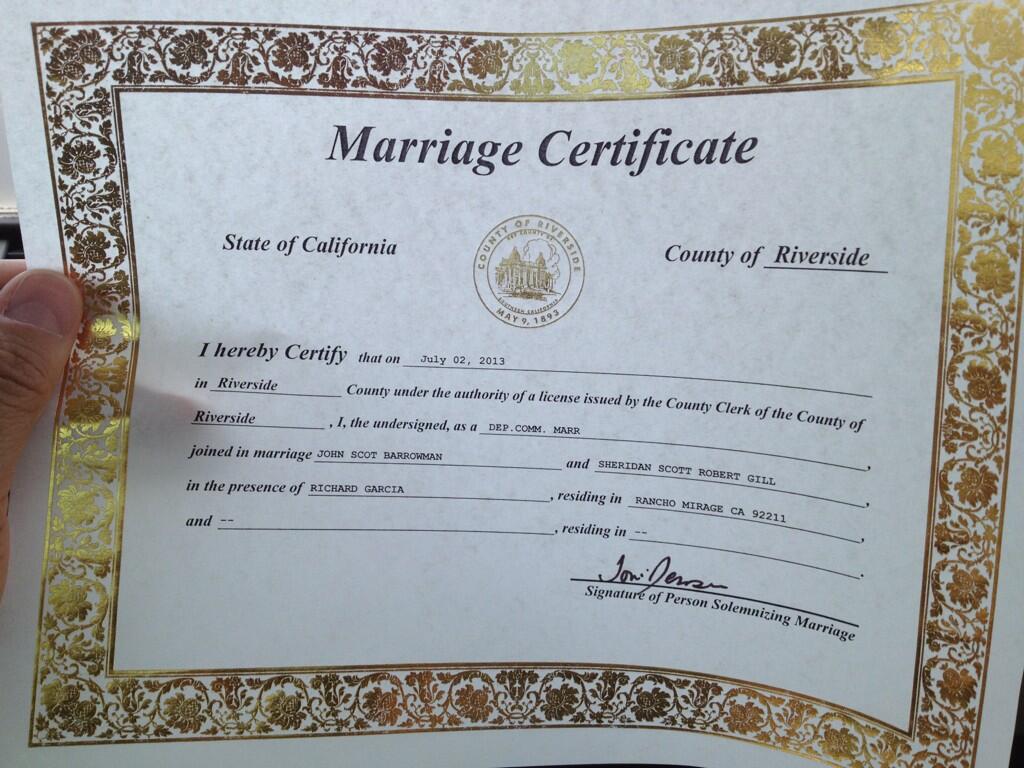 Marriage Certificate
COUNTY OF RIVERSIDE
SOUTHERN CALIFORNIA
MAY 9, 1893
State of California
County of Riverside
I hereby Certify that on July 02, 2013
in Riverside County under the authority of a license issued by the County Clerk of the County of
Riverside , I, the undersigned, as a DEP.COMM. MARR ,
joined in marriage JOHN SCOT BARROWMAN and SHERIDAN SCOTT ROBERT GILL ,
in the presence of RICHARD GARCIA , residing in RANCHO MIRAGE CA 92211 ,
and -- , residing in -- .
Signature of Person Solemnizing Marriage